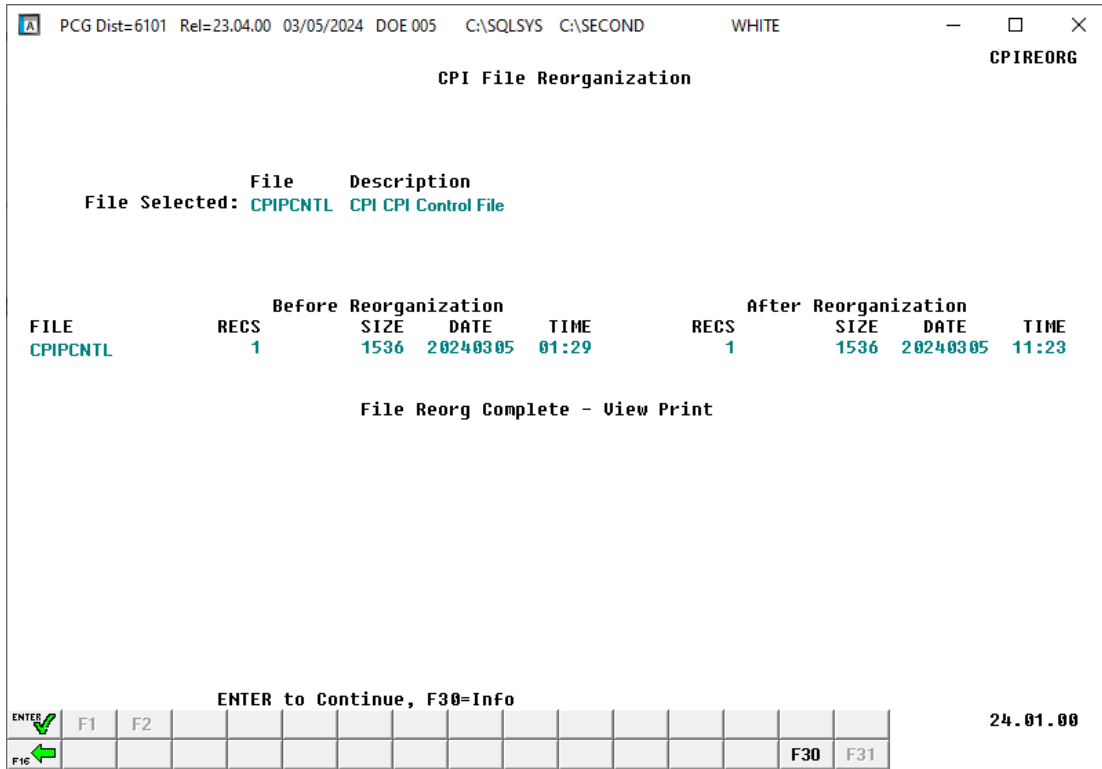 A PCG Dist=6101 Rel=23.04.00 03/05/2024 DOE 005 C:\SQLSYS C:\SECOND WHITE
CPIREORG
CPI File Reorganization
File Description
File Selected: CPIPCNTL CPI CPI Control File
Before Reorganization After Reorganization
FILE RECS SIZE DATE TIME RECS SIZE DATE TIME
CPIPCNTL 1 1536 20240305 01:29 1 1536 20240305 11:23
File Reorg Complete - View Print
ENTER to Continue, F30=Info
ENTER F1 F2 24.01.00
F16 F30 F31